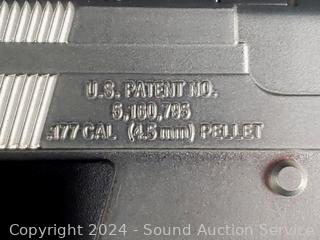 U.S. PATENT NO.
5,160,795
.177 CAL (4.5 mm) PELLET
Copyright 2024 - Sound Auction Service